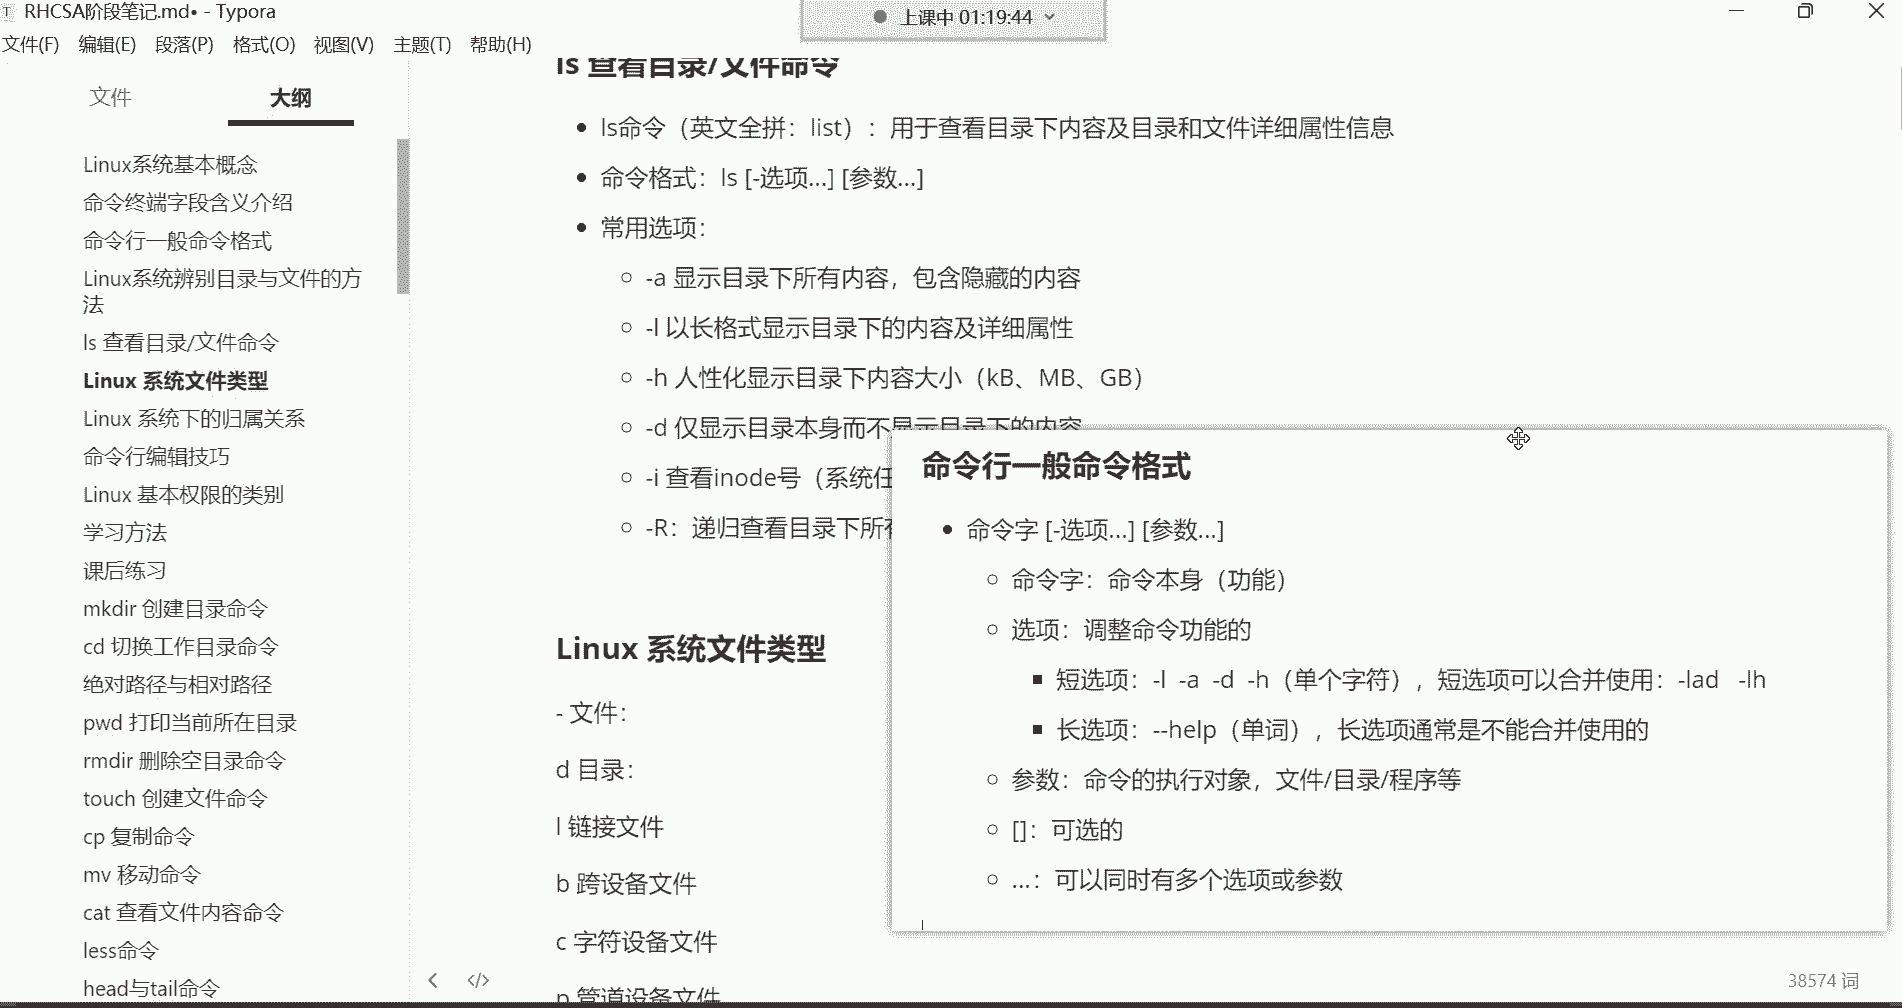 RHCSA阶段笔记.md• - Typora
上课中 01:19:44
文件(F) 编辑(E) 段落(P) 格式(O) 视图(V) 主题(T) 帮助(H)
文件 大纲
Linux系统基本概念
命令终端字段含义介绍
命令行一般命令格式
Linux系统辨别目录与文件的方
法
ls 查看目录/文件命令
Linux 系统文件类型
Linux 系统下的归属关系
命令行编辑技巧
Linux 基本权限的类别
学习方法
课后练习
mkdir 创建目录命令
cd 切换工作目录命令
绝对路径与相对路径
pwd 打印当前所在目录
rmdir 删除空目录命令
touch 创建文件命令
cp 复制命令
mv 移动命令
cat 查看文件内容命令
less命令
head与tail命令
ls 查看目录/文件命令
ls命令（英文全拼：list）：用于查看目录下内容及目录和文件详细属性信息
命令格式：ls [-选项...] [参数...]
常用选项：
-a 显示目录下所有内容，包含隐藏的内容
-l 以长格式显示目录下的内容及详细属性
-h 人性化显示目录下内容大小（kB、MB、GB）
-d 仅显示目录本身而不显示目录下的内容
-i 查看inode号（系统任
-R：递归查看目录下所有
Linux 系统文件类型
- 文件：
d 目录：
l 链接文件
b 跨设备文件
c 字符设备文件
p 管道设备文件
命令行一般命令格式
命令字 [-选项...] [参数...]
命令字：命令本身（功能）
选项：调整命令功能的
短选项：-l -a -d -h（单个字符），短选项可以合并使用：-lad -lh
长选项：--help（单词），长选项通常是不能合并使用的
参数：命令的执行对象，文件/目录/程序等
[]：可选的
...：可以同时有多个选项或参数
38574 词